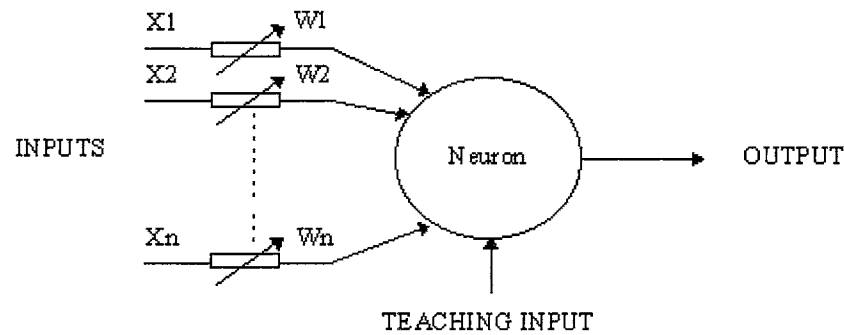 X1 W1
X2 W2
INPUTS Neuron OUTPUT
Xn Wn
TEACHING INPUT